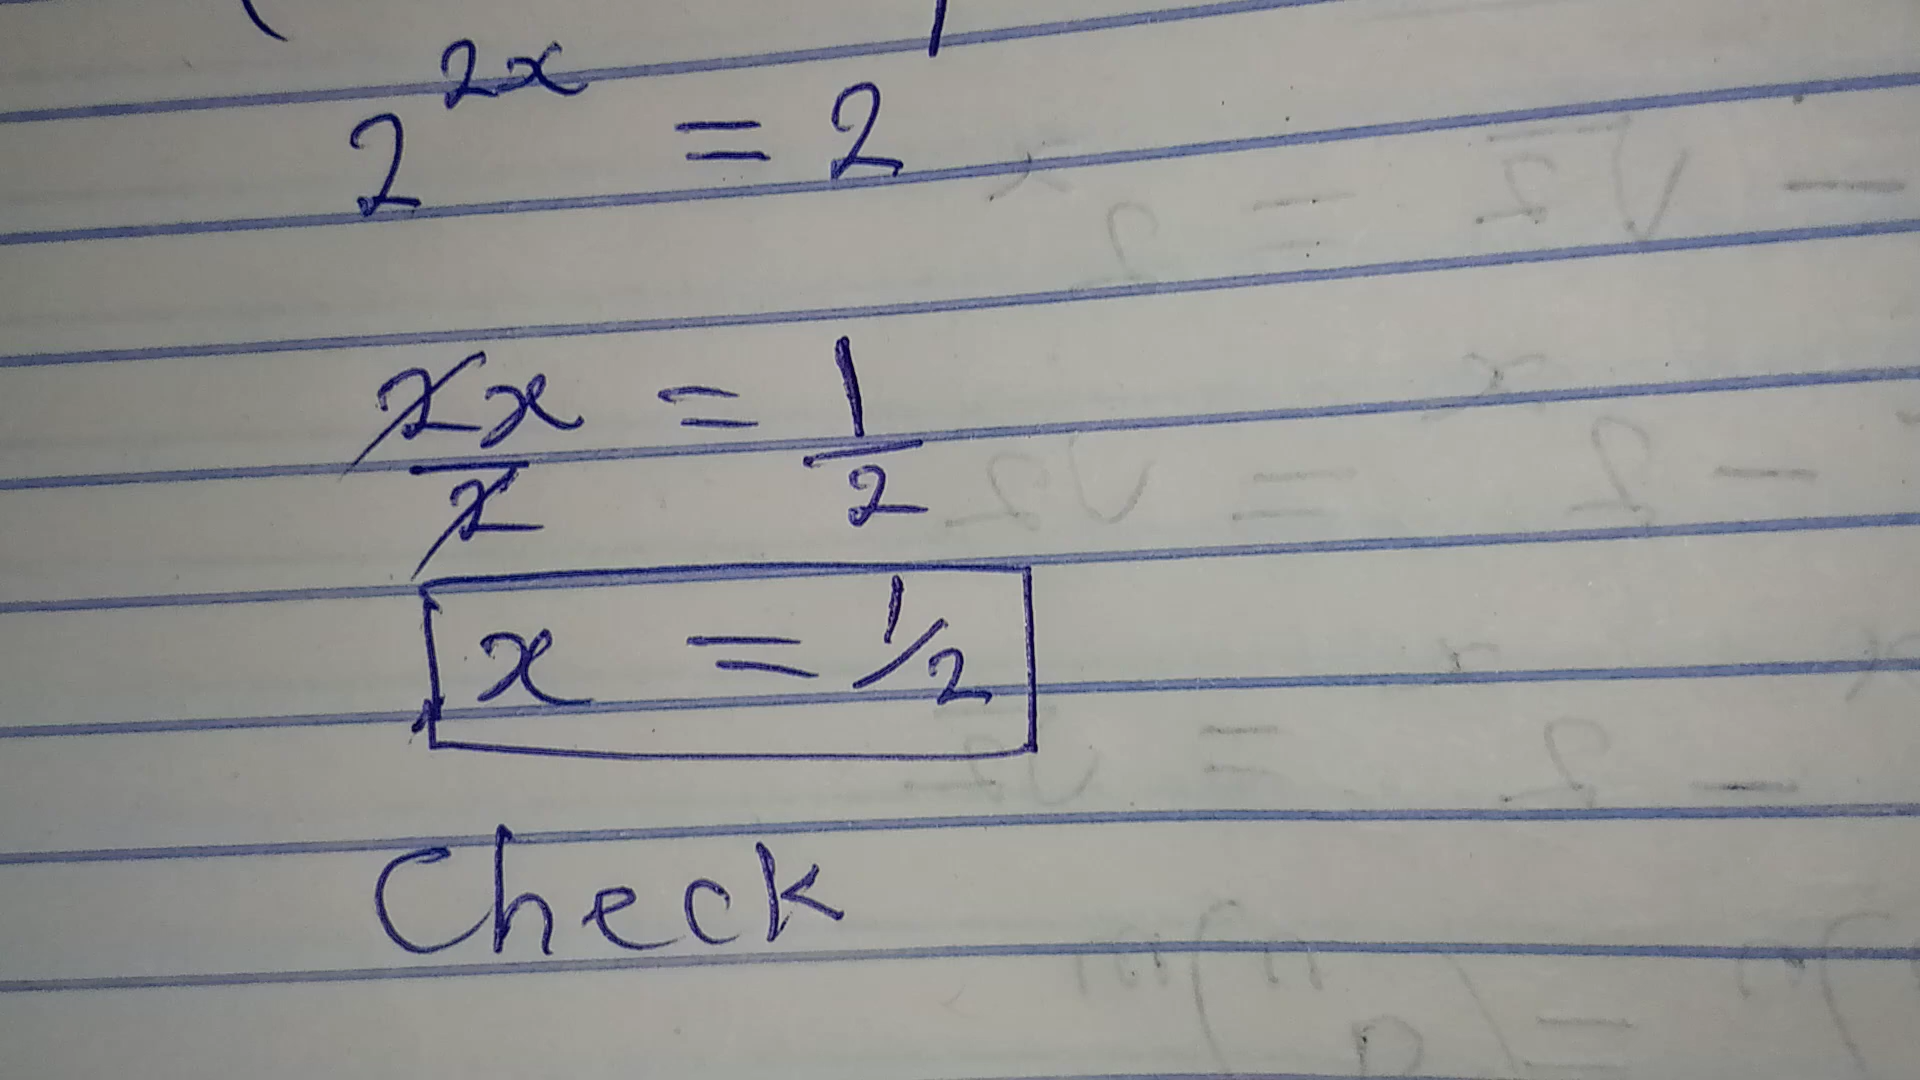 2^{2x} = 2^1
2x/2 = 1/2
x = 1/2
Check